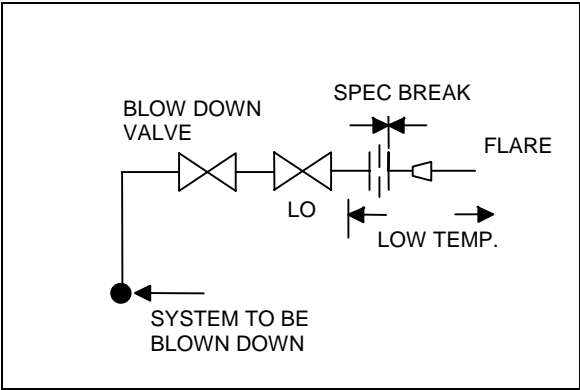 SPEC BREAK
BLOW DOWN
VALVE
FLARE
LO
LOW TEMP.
SYSTEM TO BE
BLOWN DOWN